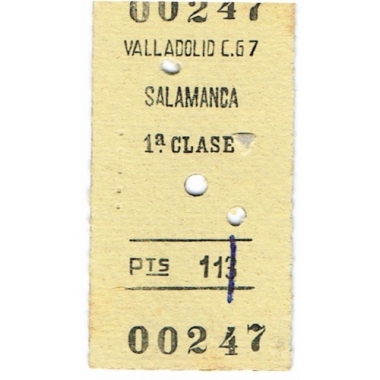 00247
VALLADOLID C.G 7
SALAMANCA
1ª. CLASE
PTS 113
00247